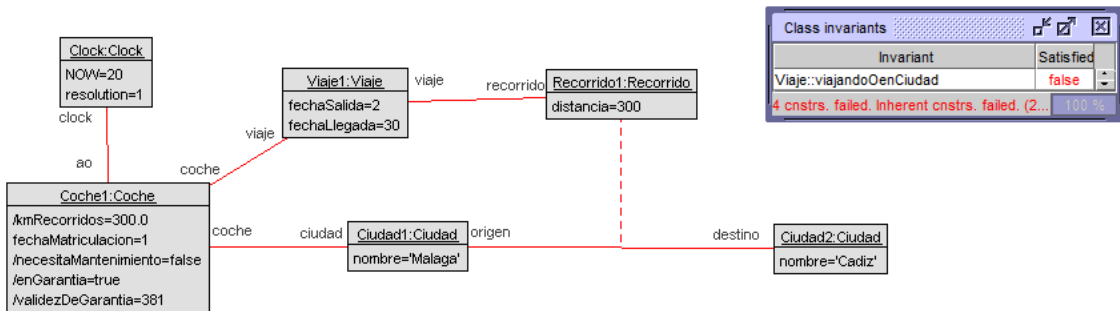 Clock:Clock
NOW=20
resolution=1
clock
ao
Viaje1:Viaje
fechaSalida=2
fechaLlegada=30
viaje
viaje
coche
recorrido
Recorrido1:Recorrido
distancia=300
Class invariants
Invariant Satisfied
Viaje::viajandoOenCiudad false
4 cnstrs. failed. Inherent cnstrs. failed. (2... 100 %
Coche1:Coche
/kmRecorridos=300.0
fechaMatriculacion=1
/necesitaMantenimiento=false
/enGarantia=true
/validezDeGarantia=381
coche
ciudad
Ciudad1:Ciudad
nombre='Malaga'
origen
destino
Ciudad2:Ciudad
nombre='Cadiz'